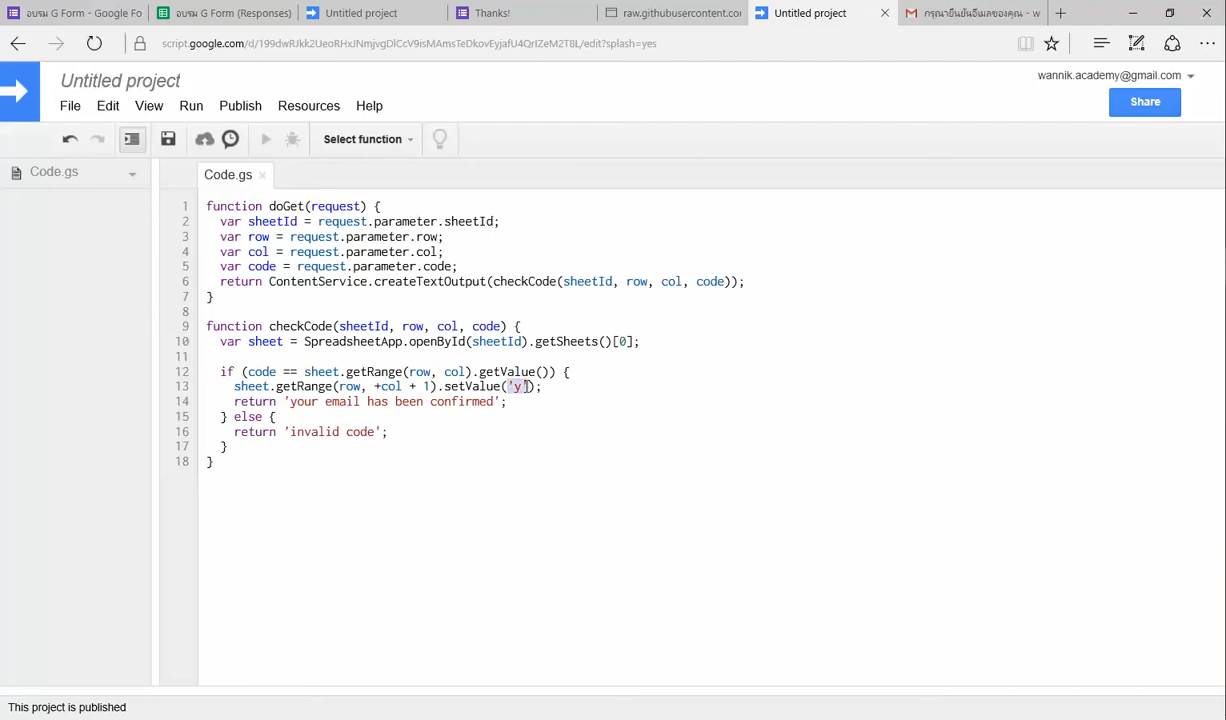 อบรม G Form - Google Fo
อบรม G Form (Responses)
Untitled project
Thanks!
raw.githubusercontent.co
Untitled project
กรุณายืนยันอีเมลของคุณ - w
script.google.com/d/199dwRJkk2UeoRHxJNmjvgDlCcV9isMAmsTeDkovEyjafU4QrIZeM2T8L/edit?splash=yes
Untitled project
wannik.academy@gmail.com
File Edit View Run Publish Resources Help
Share
Select function
Code.gs
Code.gs
1 function doGet(request) {
2 var sheetId = request.parameter.sheetId;
3 var row = request.parameter.row;
4 var col = request.parameter.col;
5 var code = request.parameter.code;
6 return ContentService.createTextOutput(checkCode(sheetId, row, col, code));
7 }
8
9 function checkCode(sheetId, row, col, code) {
10 var sheet = SpreadsheetApp.openById(sheetId).getSheets()[0];
11
12 if (code == sheet.getRange(row, col).getValue()) {
13 sheet.getRange(row, +col + 1).setValue('y');
14 return 'your email has been confirmed';
15 } else {
16 return 'invalid code';
17 }
18 }
This project is published